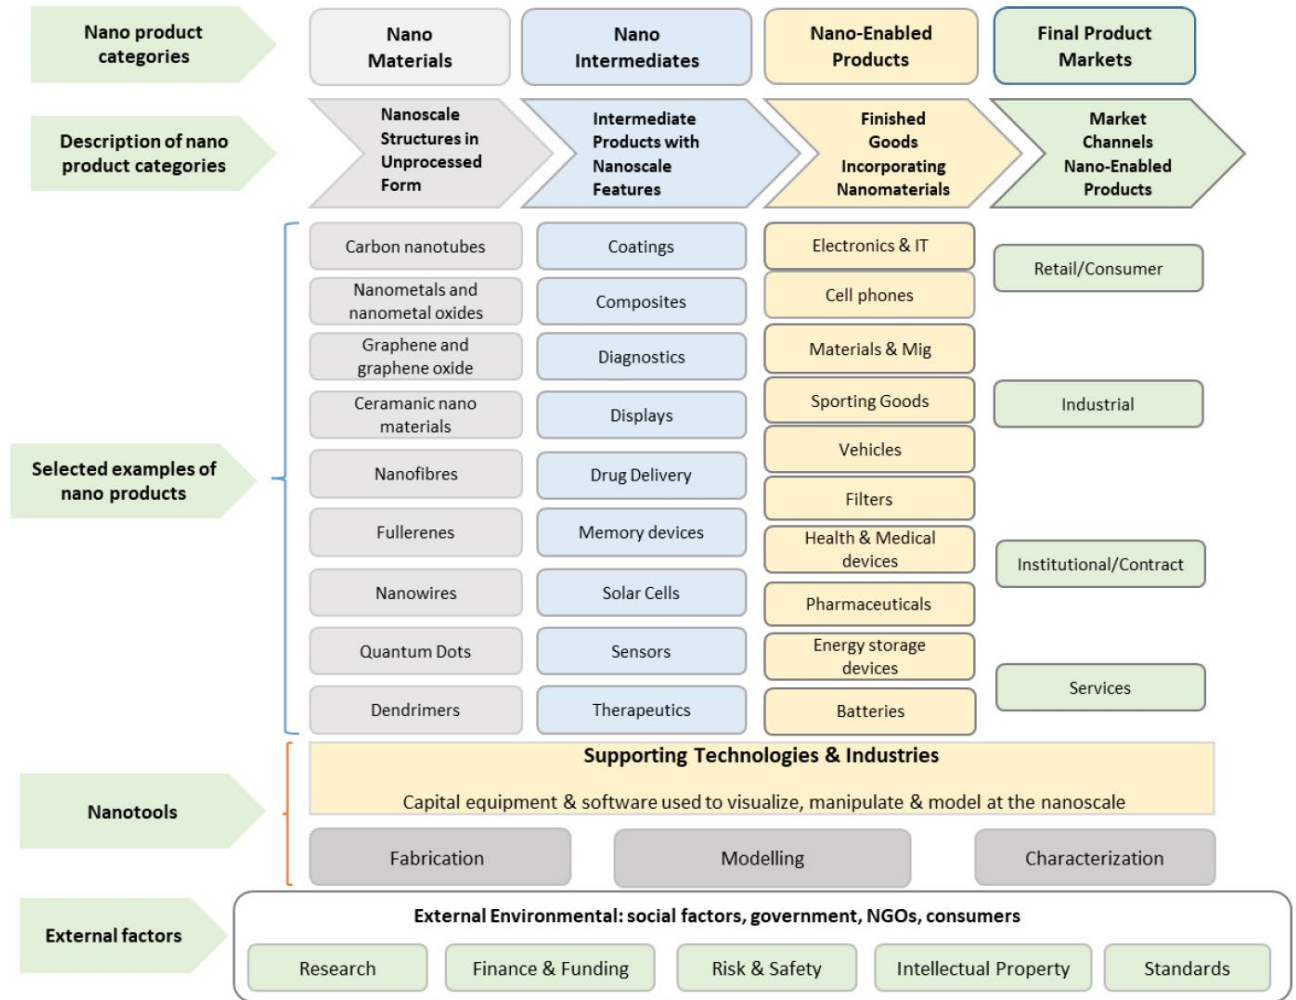 Nano product
categories
Nano
Materials
Nano
Intermediates
Nano-Enabled
Products
Final Product
Markets
Description of nano
product categories
Nanoscale
Structures in
Unprocessed
Form
Intermediate
Products with
Nanoscale
Features
Finished
Goods
Incorporating
Nanomaterials
Market
Channels
Nano-Enabled
Products
Selected examples of
nano products
Carbon nanotubes
Nanometals and
nanometal oxides
Graphene and
graphene oxide
Ceramanic nano
materials
Nanofibres
Fullerenes
Nanowires
Quantum Dots
Dendrimers
Coatings
Composites
Diagnostics
Displays
Drug Delivery
Memory devices
Solar Cells
Sensors
Therapeutics
Electronics & IT
Cell phones
Materials & Mig
Sporting Goods
Vehicles
Filters
Health & Medical
devices
Pharmaceuticals
Energy storage
devices
Batteries
Retail/Consumer
Industrial
Institutional/Contract
Services
Nanotools
Supporting Technologies & Industries
Capital equipment & software used to visualize, manipulate & model at the nanoscale
Fabrication
Modelling
Characterization
External factors
External Environmental: social factors, government, NGOs, consumers
Research
Finance & Funding
Risk & Safety
Intellectual Property
Standards